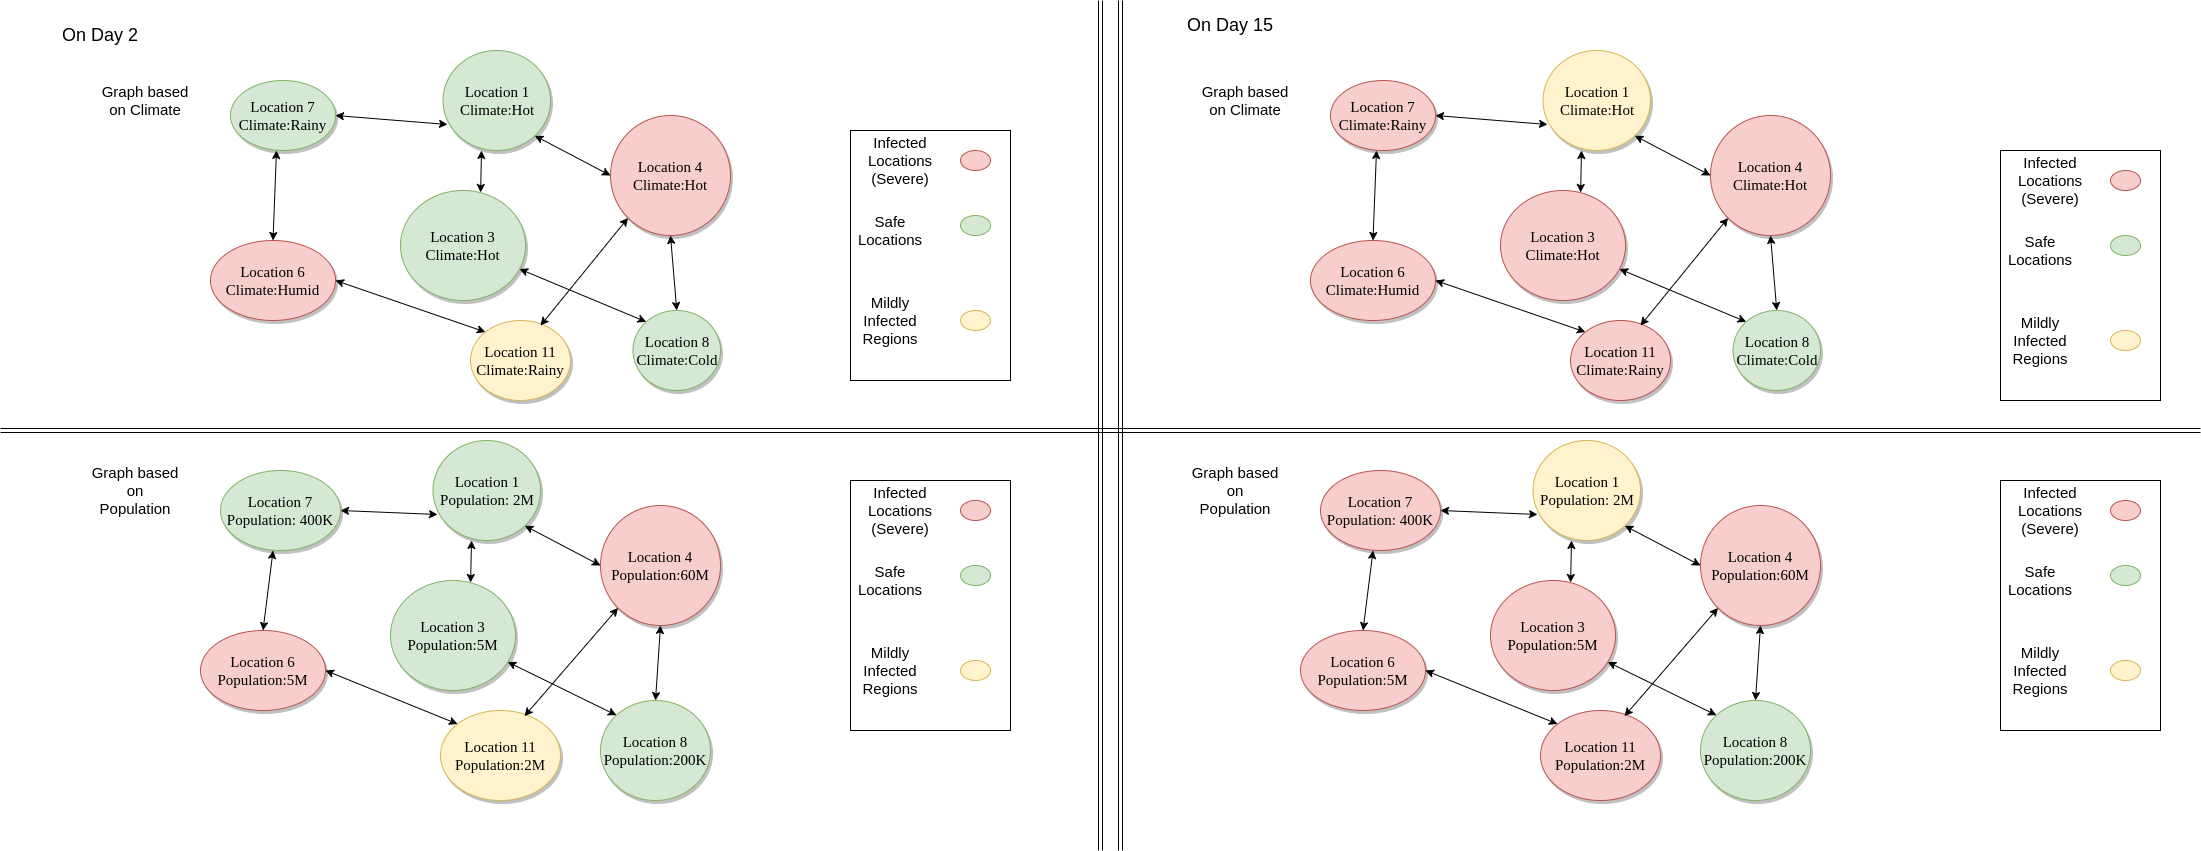 On Day 2
Graph based
on Climate
Location 7
Climate:Rainy
Location 1
Climate:Hot
Location 4
Climate:Hot
Location 3
Climate:Hot
Location 6
Climate:Humid
Location 11
Climate:Rainy
Location 8
Climate:Cold
Infected
Locations
(Severe)
Safe
Locations
Mildly
Infected
Regions
On Day 15
Graph based
on Climate
Location 7
Climate:Rainy
Location 1
Climate:Hot
Location 4
Climate:Hot
Location 3
Climate:Hot
Location 6
Climate:Humid
Location 11
Climate:Rainy
Location 8
Climate:Cold
Infected
Locations
(Severe)
Safe
Locations
Mildly
Infected
Regions
Graph based
on
Population
Location 7
Population: 400K
Location 1
Population: 2M
Location 4
Population:60M
Location 3
Population:5M
Location 6
Population:5M
Location 11
Population:2M
Location 8
Population:200K
Infected
Locations
(Severe)
Safe
Locations
Mildly
Infected
Regions
Graph based
on
Population
Location 7
Population: 400K
Location 1
Population: 2M
Location 4
Population:60M
Location 3
Population:5M
Location 6
Population:5M
Location 11
Population:2M
Location 8
Population:200K
Infected
Locations
(Severe)
Safe
Locations
Mildly
Infected
Regions